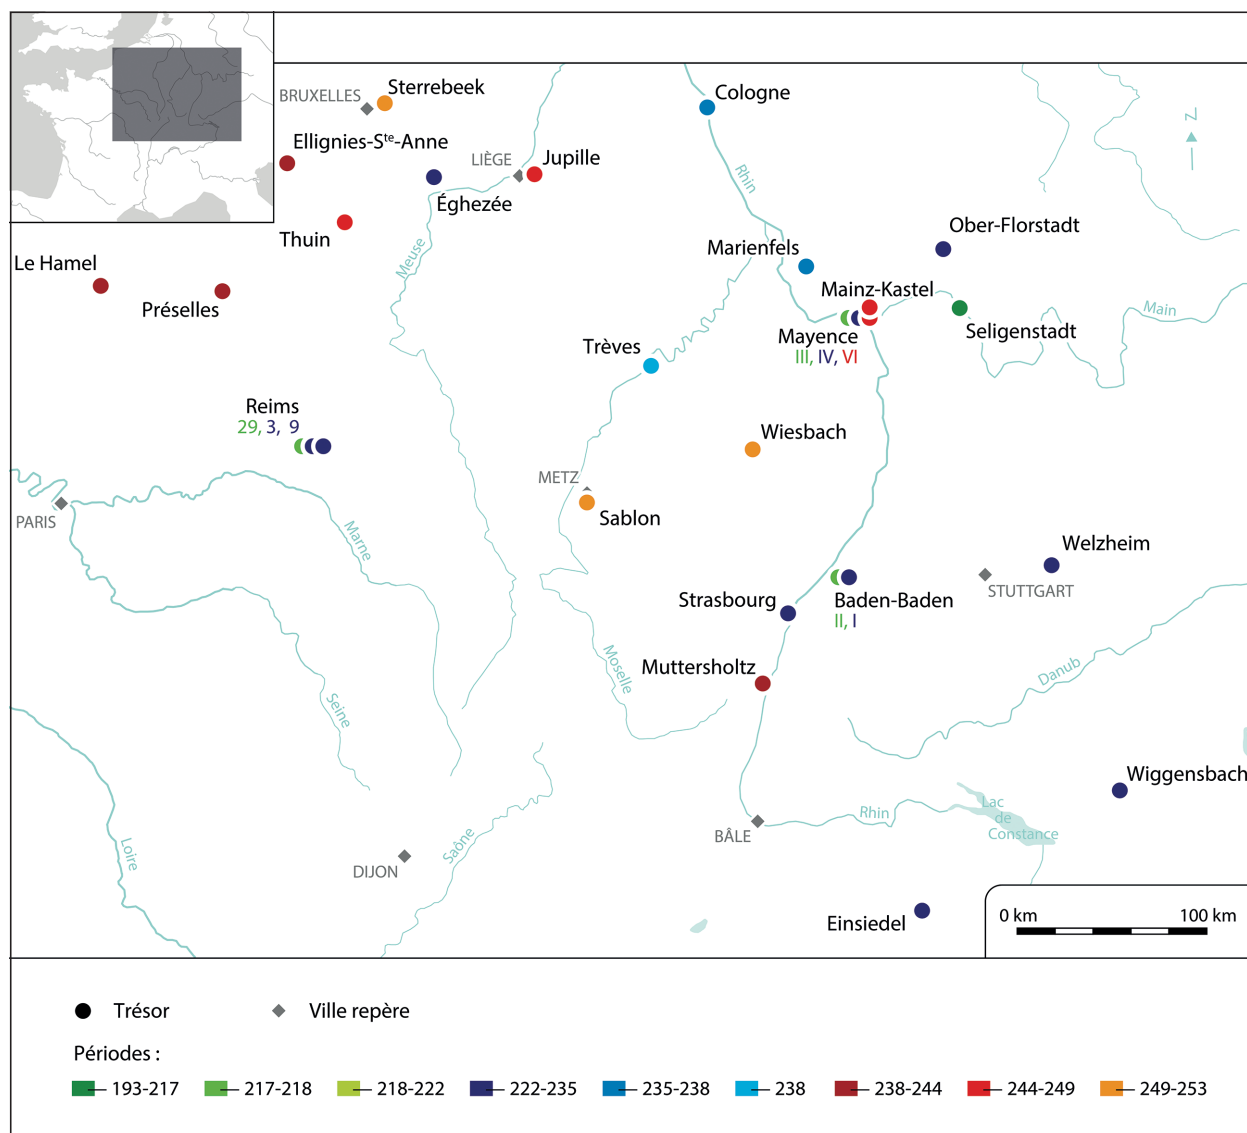 BRUXELLES
Sterrebeek
Cologne
Z
Ellignies-Ste-Anne
LIÈGE
Jupille
Rhin
Éghezée
Thuin
Meuse
Ober-Florstadt
Marienfels
Le Hamel
Préselles
Mainz-Kastel
Main
Seligenstadt
Mayence
III, IV, VI
Trèves
Reims
29, 3, 9
Wiesbach
METZ
Sablon
PARIS
Marne
Welzheim
STUTTGART
Strasbourg
Baden-Baden
II, I
Muttersholtz
Moselle
Danub
Seine
Wiggensbach
Rhin
Lac
de
Constance
BÂLE
Loire
Saône
DIJON
Einsiedel
0 km 100 km
Trésor Ville repère
Périodes :
193-217 217-218 218-222 222-235 235-238 238 238-244 244-249 249-253